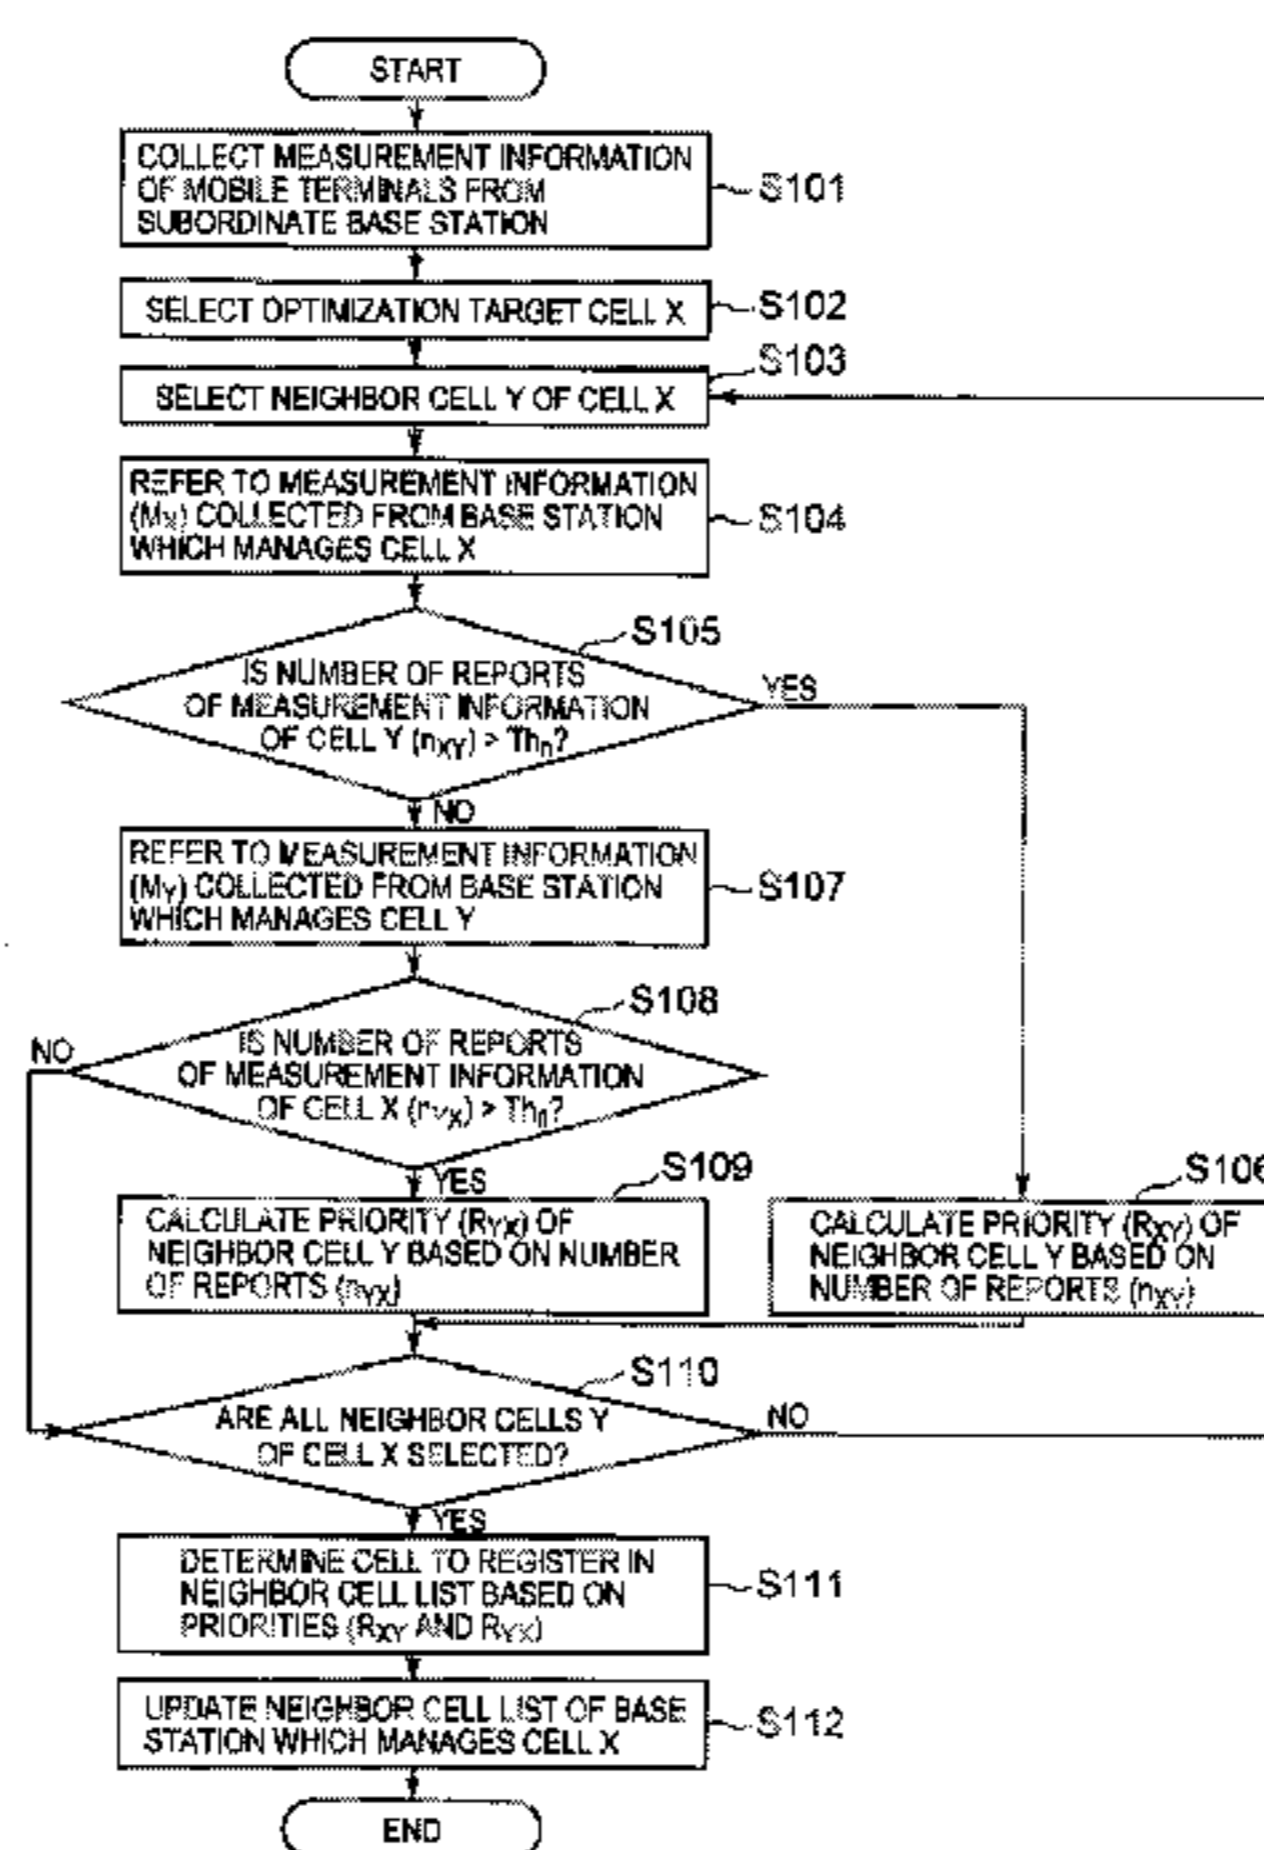 START
COLLECT MEASUREMENT INFORMATION
OF MOBILE TERMINALS FROM
SUBORDINATE BASE STATION
S101
SELECT OPTIMIZATION TARGET CELL X
S102
S103
SELECT NEIGHBOR CELL Y OF CELL X
REFER TO MEASUREMENT INFORMATION
(MX) COLLECTED FROM BASE STATION
WHICH MANAGES CELL X
S104
S105
IS NUMBER OF REPORTS
OF MEASUREMENT INFORMATION
OF CELL Y (nXY) > Thn?
YES
NO
REFER TO MEASUREMENT INFORMATION
(MY) COLLECTED FROM BASE STATION
WHICH MANAGES CELL Y
S107
S108
NO
IS NUMBER OF REPORTS
OF MEASUREMENT INFORMATION
OF CELL X (nYX) > Thn?
YES
S109
S106
CALCULATE PRIORITY (RYX) OF
NEIGHBOR CELL Y BASED ON NUMBER
OF REPORTS (nYX)
CALCULATE PRIORITY (RXY) OF
NEIGHBOR CELL Y BASED ON
NUMBER OF REPORTS (nXY)
S110
ARE ALL NEIGHBOR CELLS Y
OF CELL X SELECTED?
NO
YES
DETERMINE CELL TO REGISTER IN
NEIGHBOR CELL LIST BASED ON
PRIORITIES (RXY AND RYX)
S111
UPDATE NEIGHBOR CELL LIST OF BASE
STATION WHICH MANAGES CELL X
S112
END